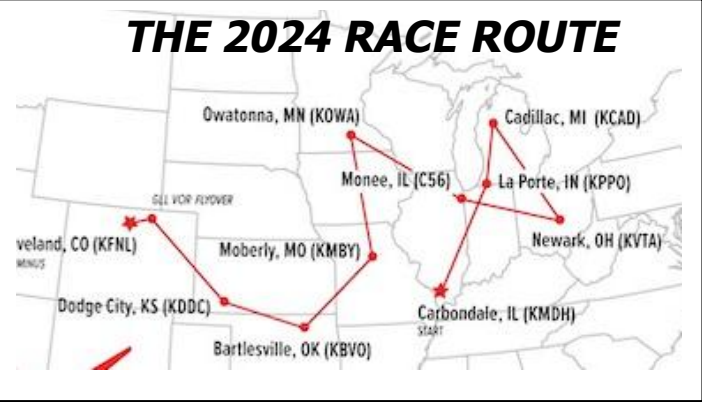 THE 2024 RACE ROUTE
Owatonna, MN (KOWA)
Cadillac, MI (KCAD)
Monee, IL (C56)
La Porte, IN (KPPO)
GLL VOR FLYOVER
veland, CO (KFNL)
MINUS
Moberly, MO (KMBY)
Newark, OH (KVTA)
Dodge City, KS (KDDC)
Carbondale, IL (KMDH)
START
Bartlesville, OK (KBVO)